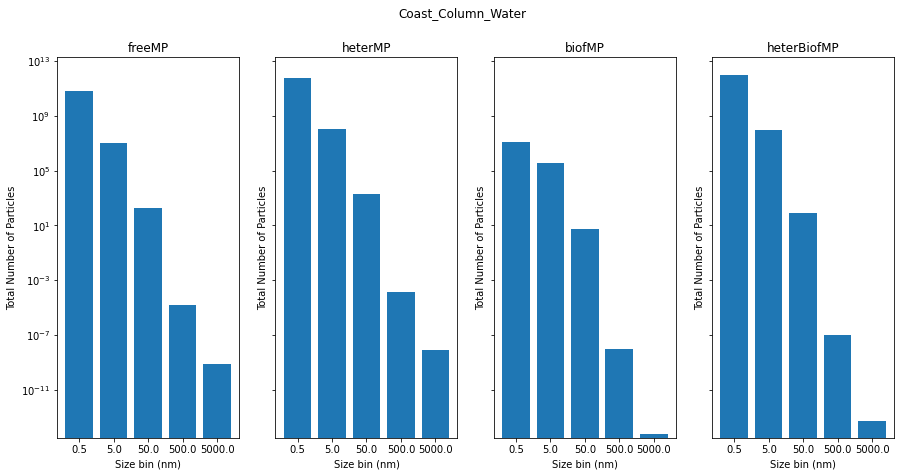 Coast_Column_Water
freeMP
heterMP
biofMP
heterBiofMP
Total Number of Particles
10^13
10^9
10^5
10^1
10^−3
10^−7
10^−11
0.5 5.0 50.0 500.0 5000.0
Size bin (nm)
Total Number of Particles
0.5 5.0 50.0 500.0 5000.0
Size bin (nm)
Total Number of Particles
0.5 5.0 50.0 500.0 5000.0
Size bin (nm)
Total Number of Particles
0.5 5.0 50.0 500.0 5000.0
Size bin (nm)